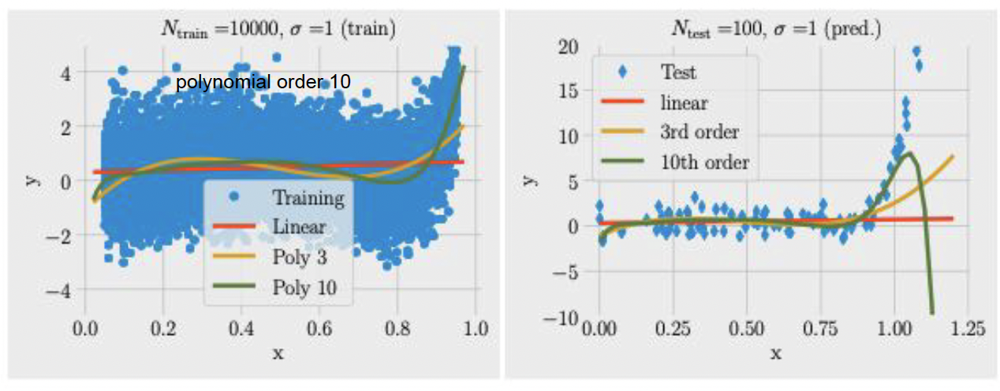 N_train =10000, σ =1 (train)
polynomial order 10
4
2
0
−2
−4
y
Training
Linear
Poly 3
Poly 10
0.0 0.2 0.4 0.6 0.8 1.0
x
N_test =100, σ =1 (pred.)
20
15
10
5
0
−5
−10
y
Test
linear
3rd order
10th order
0.00 0.25 0.50 0.75 1.00 1.25
x